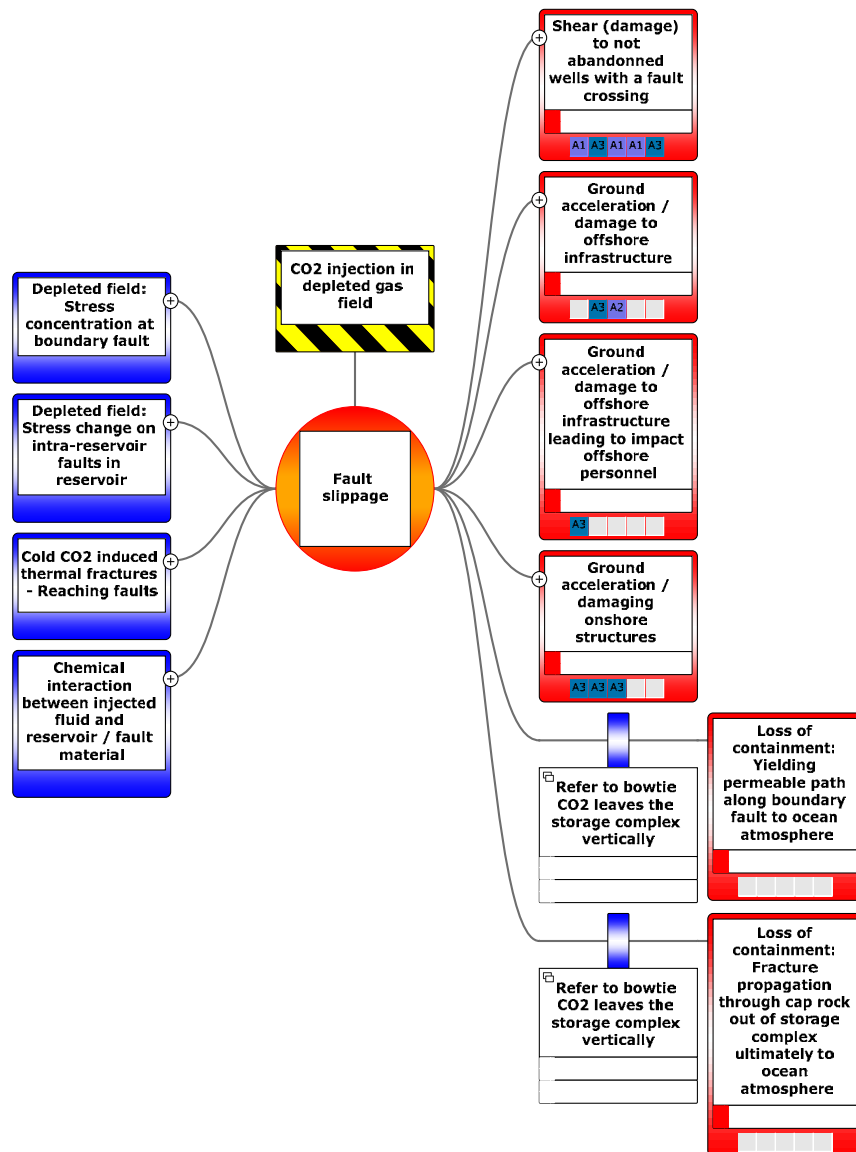 Depleted field:
Stress
concentration at
boundary fault
Depleted field:
Stress change on
intra-reservoir
faults in
reservoir
Cold CO2 induced
thermal fractures
- Reaching faults
Chemical
interaction
between injected
fluid and
reservoir / fault
material
CO2 injection in
depleted gas
field
Fault
slippage
Shear (damage)
to not
abandonned
wells with a fault
crossing
A1 A3 A1 A1 A3
Ground
acceleration /
damage to
offshore
infrastructure
A3 A2
Ground
acceleration /
damage to
offshore
infrastructure
leading to impact
offshore
personnel
A3
Ground
acceleration /
damaging
onshore
structures
A3 A3 A3
Refer to bowtie
CO2 leaves the
storage complex
vertically
Loss of
containment:
Yielding
permeable path
along boundary
fault to ocean
atmosphere
Refer to bowtie
CO2 leaves the
storage complex
vertically
Loss of
containment:
Fracture
propagation
through cap rock
out of storage
complex
ultimately to
ocean
atmosphere